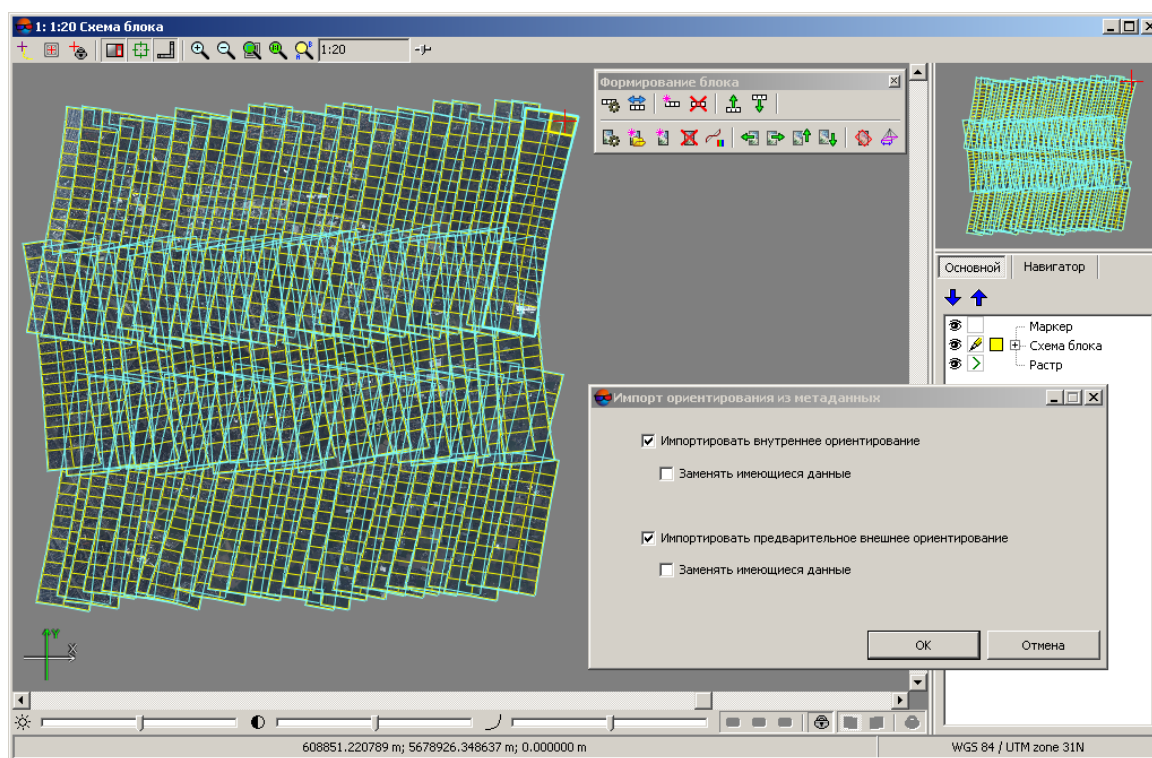 1: 1:20 Схема блока
1:20
Формирование блока
Основной Навигатор
Маркер
Схема блока
Растр
Импорт ориентирования из метаданных
Импортировать внутреннее ориентирование
Заменять имеющиеся данные
Импортировать предварительное внешнее ориентирование
Заменять имеющиеся данные
OK Отмена
Y
X
608851.220789 m; 5678926.348637 m; 0.000000 m
WGS 84 / UTM zone 31N